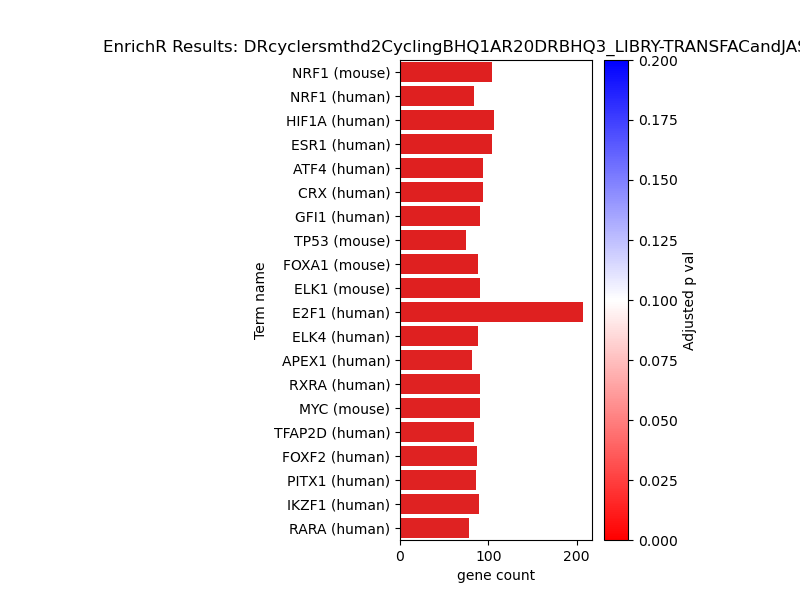 EnrichR Results: DRcyclersmthd2CyclingBHQ1AR20DRBHQ3_LIBRY-TRANSFACandJAS
NRF1 (mouse)
NRF1 (human)
HIF1A (human)
ESR1 (human)
ATF4 (human)
CRX (human)
GFI1 (human)
TP53 (mouse)
FOXA1 (mouse)
ELK1 (mouse)
E2F1 (human)
ELK4 (human)
APEX1 (human)
RXRA (human)
MYC (mouse)
TFAP2D (human)
FOXF2 (human)
PITX1 (human)
IKZF1 (human)
RARA (human)
Term name
0 100 200
gene count
0.200
0.175
0.150
0.125
0.100
0.075
0.050
0.025
0.000
Adjusted p val